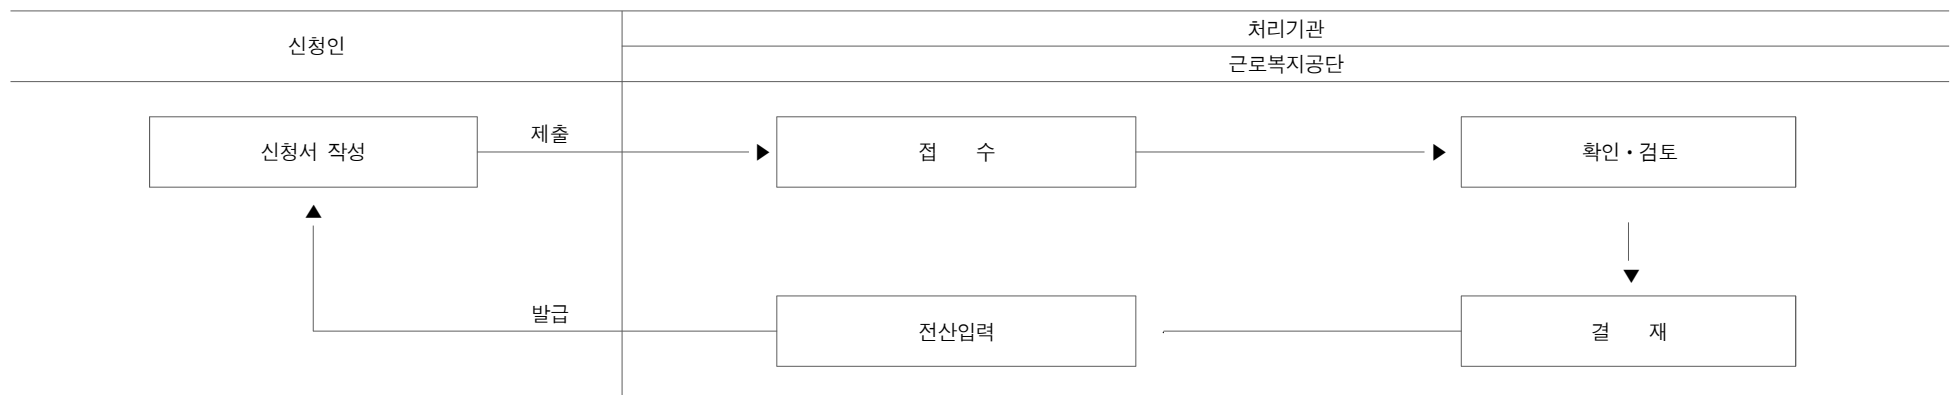 신청인
처리기관
근로복지공단
신청서 작성
제출
접 수
확인·검토
발급
전산입력
결 재